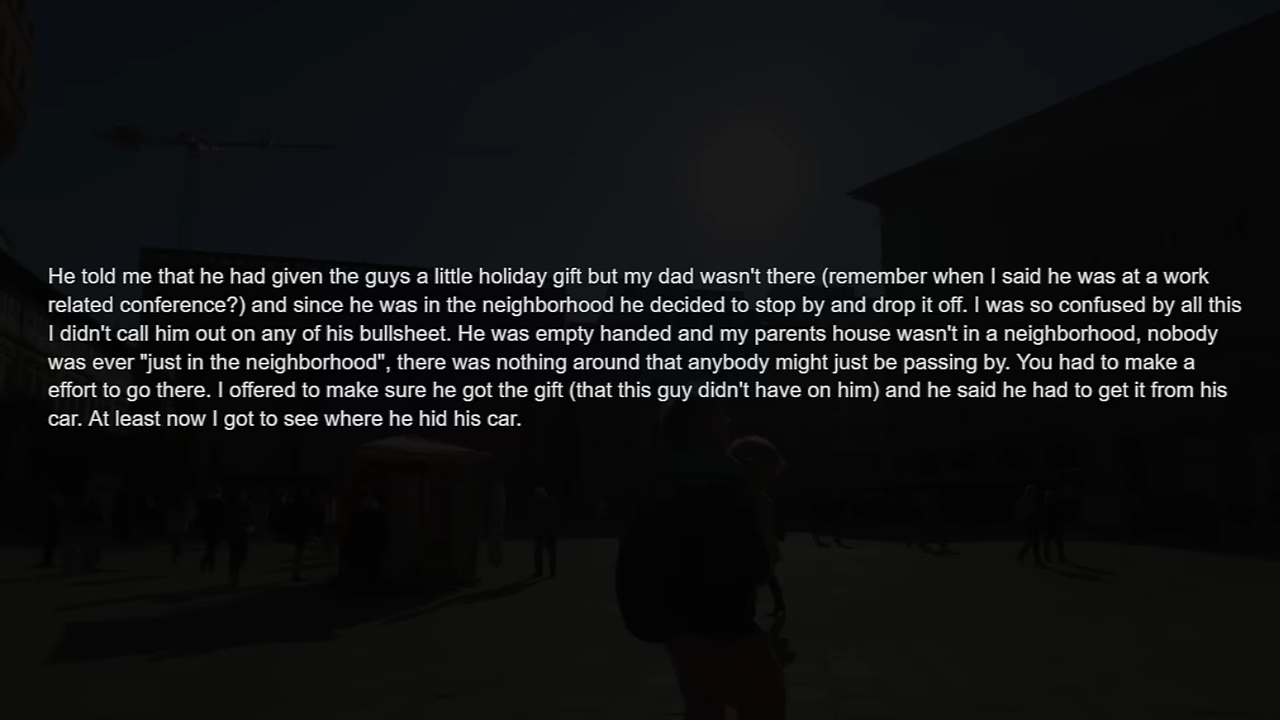 He told me that he had given the guys a little holiday gift but my dad wasn't there (remember when I said he was at a work
related conference?) and since he was in the neighborhood he decided to stop by and drop it off. I was so confused by all this
I didn't call him out on any of his bullsheet. He was empty handed and my parents house wasn't in a neighborhood, nobody
was ever "just in the neighborhood", there was nothing around that anybody might just be passing by. You had to make a
effort to go there. I offered to make sure he got the gift (that this guy didn't have on him) and he said he had to get it from his
car. At least now I got to see where he hid his car.